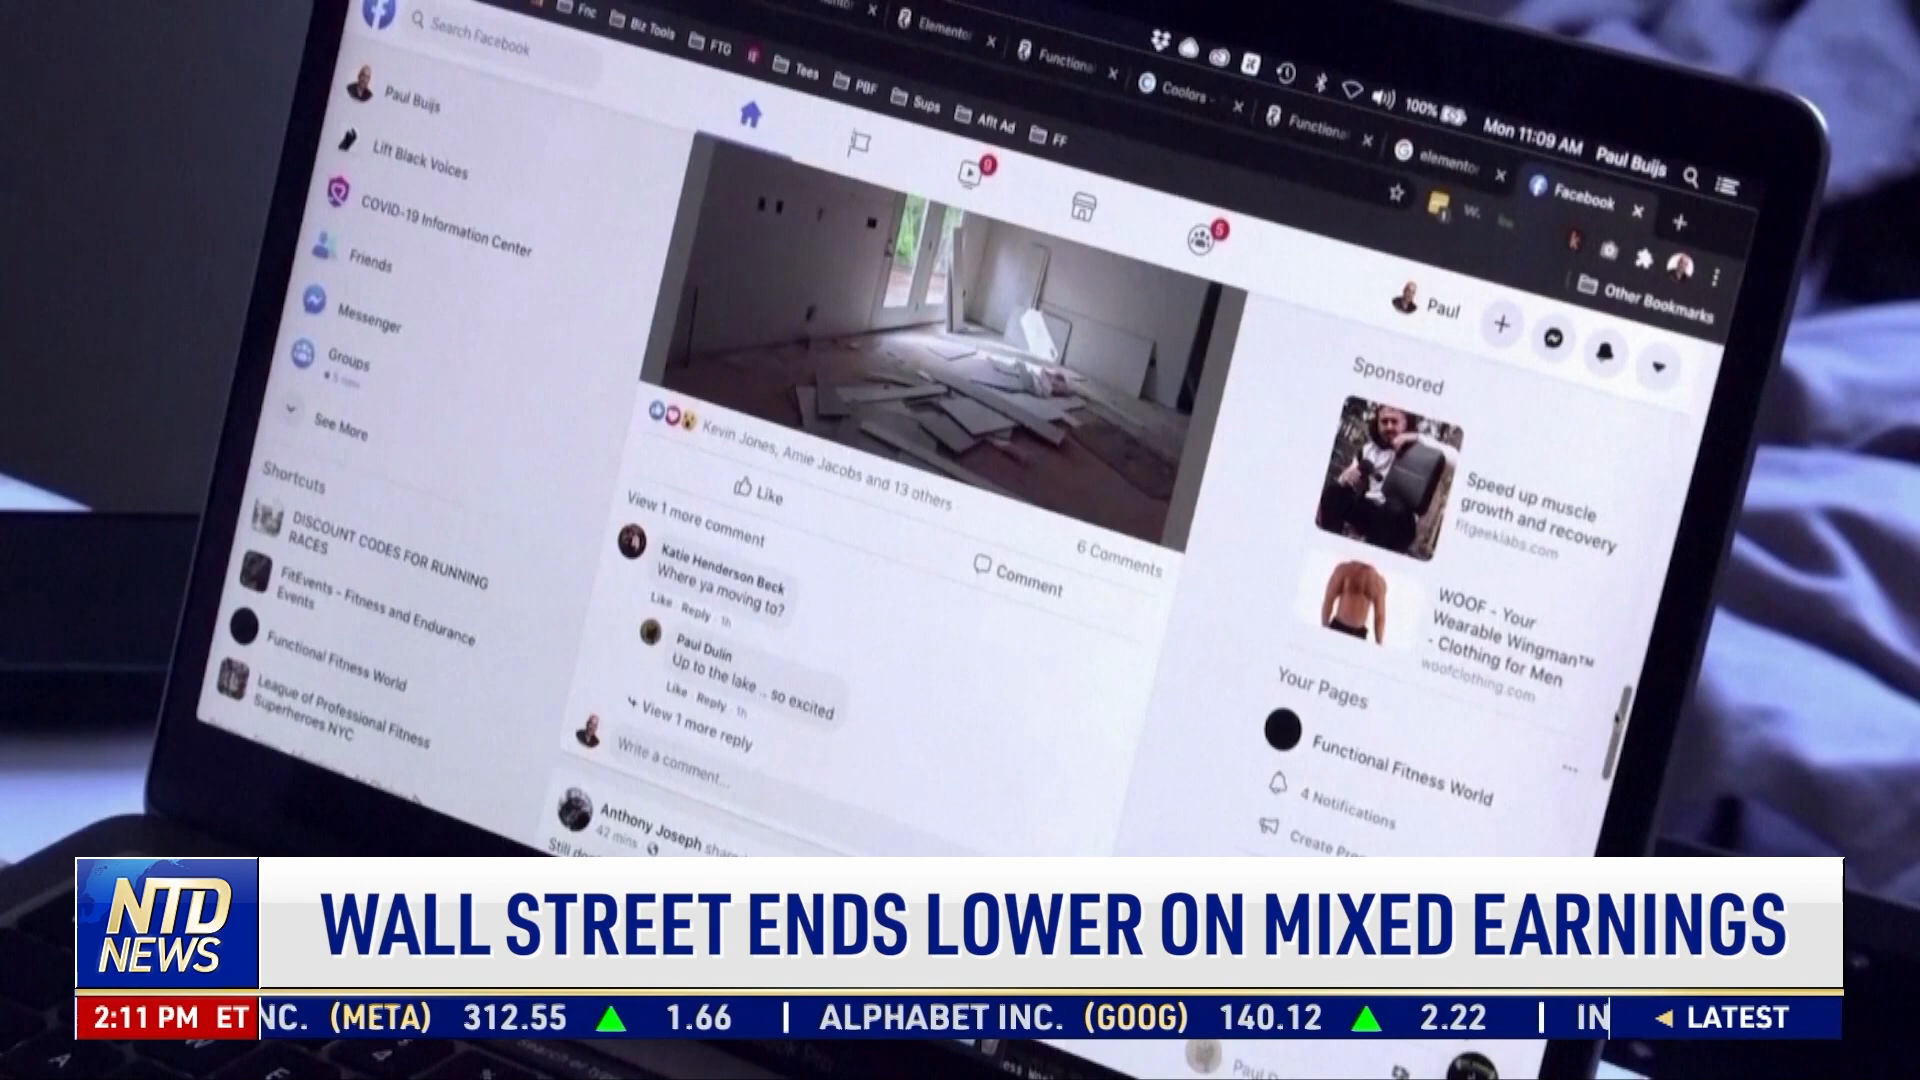 Fnc
Biz Tools
FTG
Tees
PBF
Sups
Aflt Ad
FF
Elementor
Functional
Coolors -
Functional
elementor
Facebook
100%
Mon 11:09 AM
Paul Buijs
Other Bookmarks
Search Facebook
9
5
Paul
Paul Buijs
Lift Black Voices
COVID-19 Information Center
Friends
Messenger
Groups
5 new
See More
Shortcuts
DISCOUNT CODES FOR RUNNING
RACES
FitEvents - Fitness and Endurance
Events
Functional Fitness World
League of Professional Fitness
Superheroes NYC
Kevin Jones, Amie Jacobs and 13 others
6 Comments
Like
Comment
View 1 more comment
Katie Henderson Beck
Where ya moving to?
Like Reply 1h
Paul Dulin
Up to the lake .. so excited
Like Reply 1h
View 1 more reply
Write a comment...
Anthony Joseph
42 mins
Sponsored
Speed up muscle
growth and recovery
fitgeeklabs.com
WOOF - Your
Wearable Wingman™
- Clothing for Men
woofclothing.com
Your Pages
Functional Fitness World
4 Notifications
NTD
NEWS
WALL STREET ENDS LOWER ON MIXED EARNINGS
2:11 PM ET
NC. (META) 312.55 ▲ 1.66 | ALPHABET INC. (GOOG) 140.12 ▲ 2.22 | IN
◄ LATEST